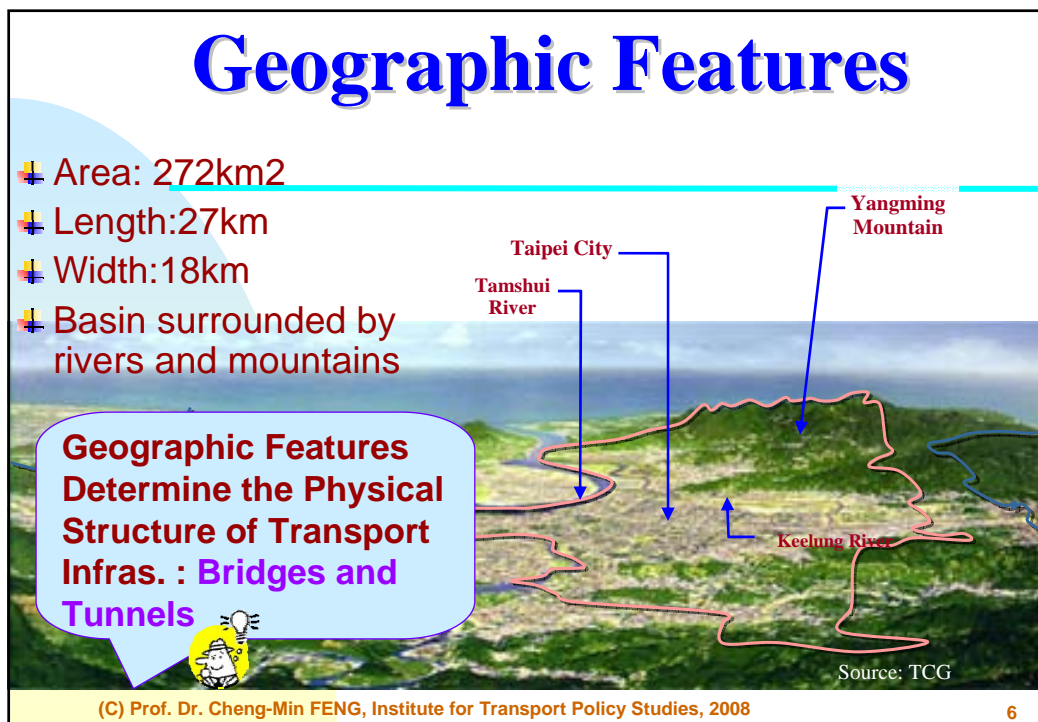 Geographic Features
Area: 272km2
Length:27km
Width:18km
Basin surrounded by
rivers and mountains
Yangming
Mountain
Taipei City
Tamshui
River
Keelung River
Geographic Features
Determine the Physical
Structure of Transport
Infras. : Bridges and
Tunnels
Source: TCG
(C) Prof. Dr. Cheng-Min FENG, Institute for Transport Policy Studies, 2008
6